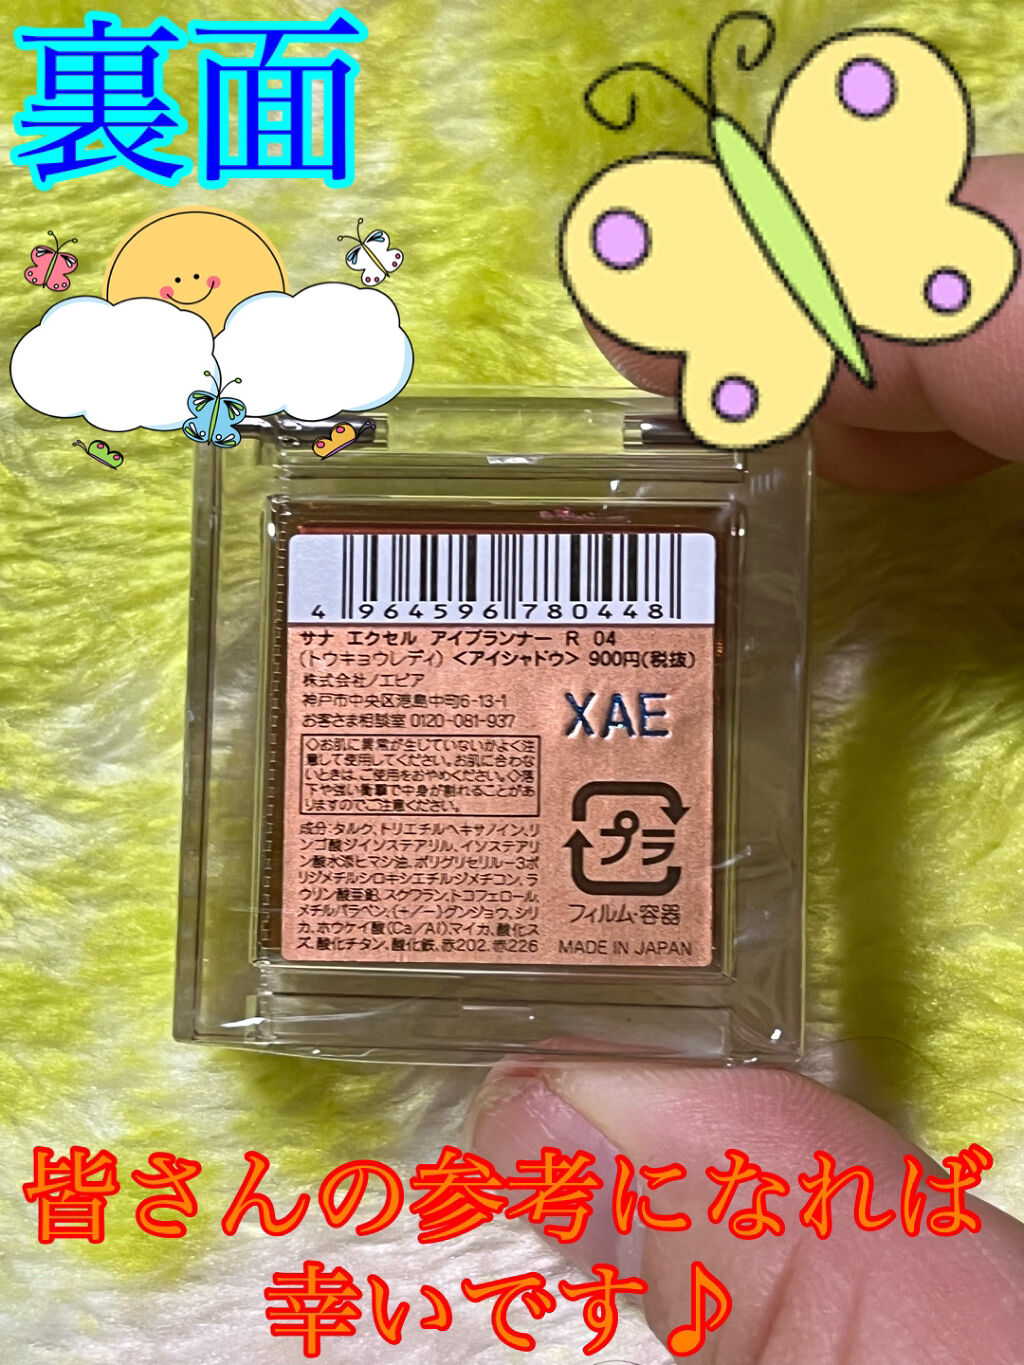 裏面
4 964596 780448
サナ エクセル アイプランナー R 04
(トウキョウレディ) <アイシャドウ> 900円(税抜)
株式会社ノエビア
神戸市中央区港島中町6-13-1
お客さま相談室 0120-081-937
XAE
◇お肌に異常が生じていないかよく注
意して使用してください。お肌に合わな
いときは、ご使用をおやめください。◇落
下や強い衝撃で中身が割れることがあ
りますのでご注意ください。
成分:タルク、トリエチルヘキサノイン、リ
ンゴ酸ジイソステアリル、イソステアリ
ン酸水添ヒマシ油、ポリグリセリル-3ポ
リジメチルシロキシエチルジメチコン、ラ
ウリン酸亜鉛、スクワラン、トコフェロール、
メチルパラベン、(+/-)グンジョウ、シリ
カ、ホウケイ酸(Ca/Al)、マイカ、酸化ス
ズ、酸化チタン、酸化鉄、赤202、赤226
プラ
フィルム・容器
MADE IN JAPAN
皆さんの参考になれば
幸いです♪